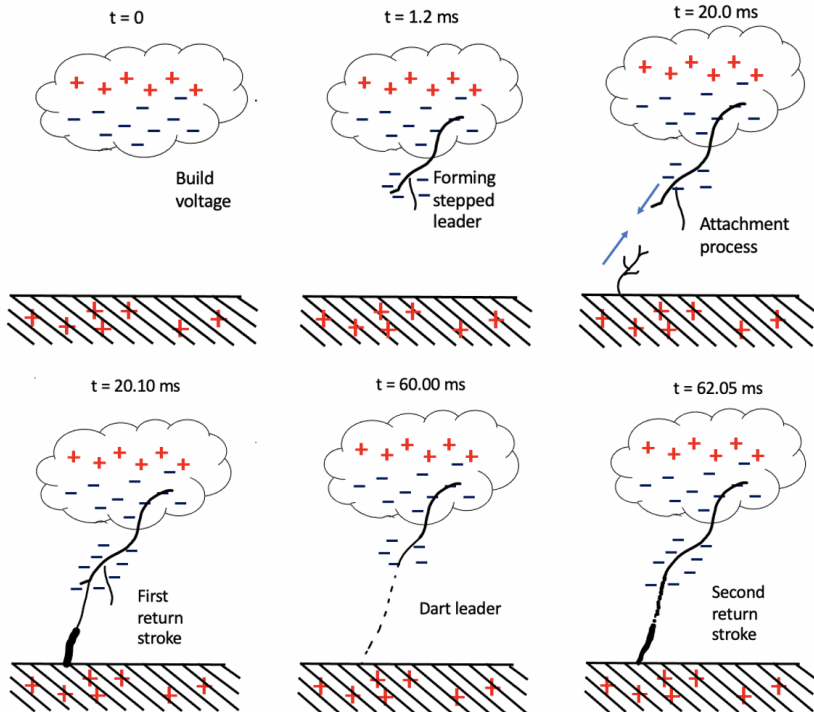 t = 0
t = 1.2 ms
t = 20.0 ms
Build
voltage
Forming
stepped
leader
Attachment
process
t = 20.10 ms
t = 60.00 ms
t = 62.05 ms
First
return
stroke
Dart leader
Second
return
stroke